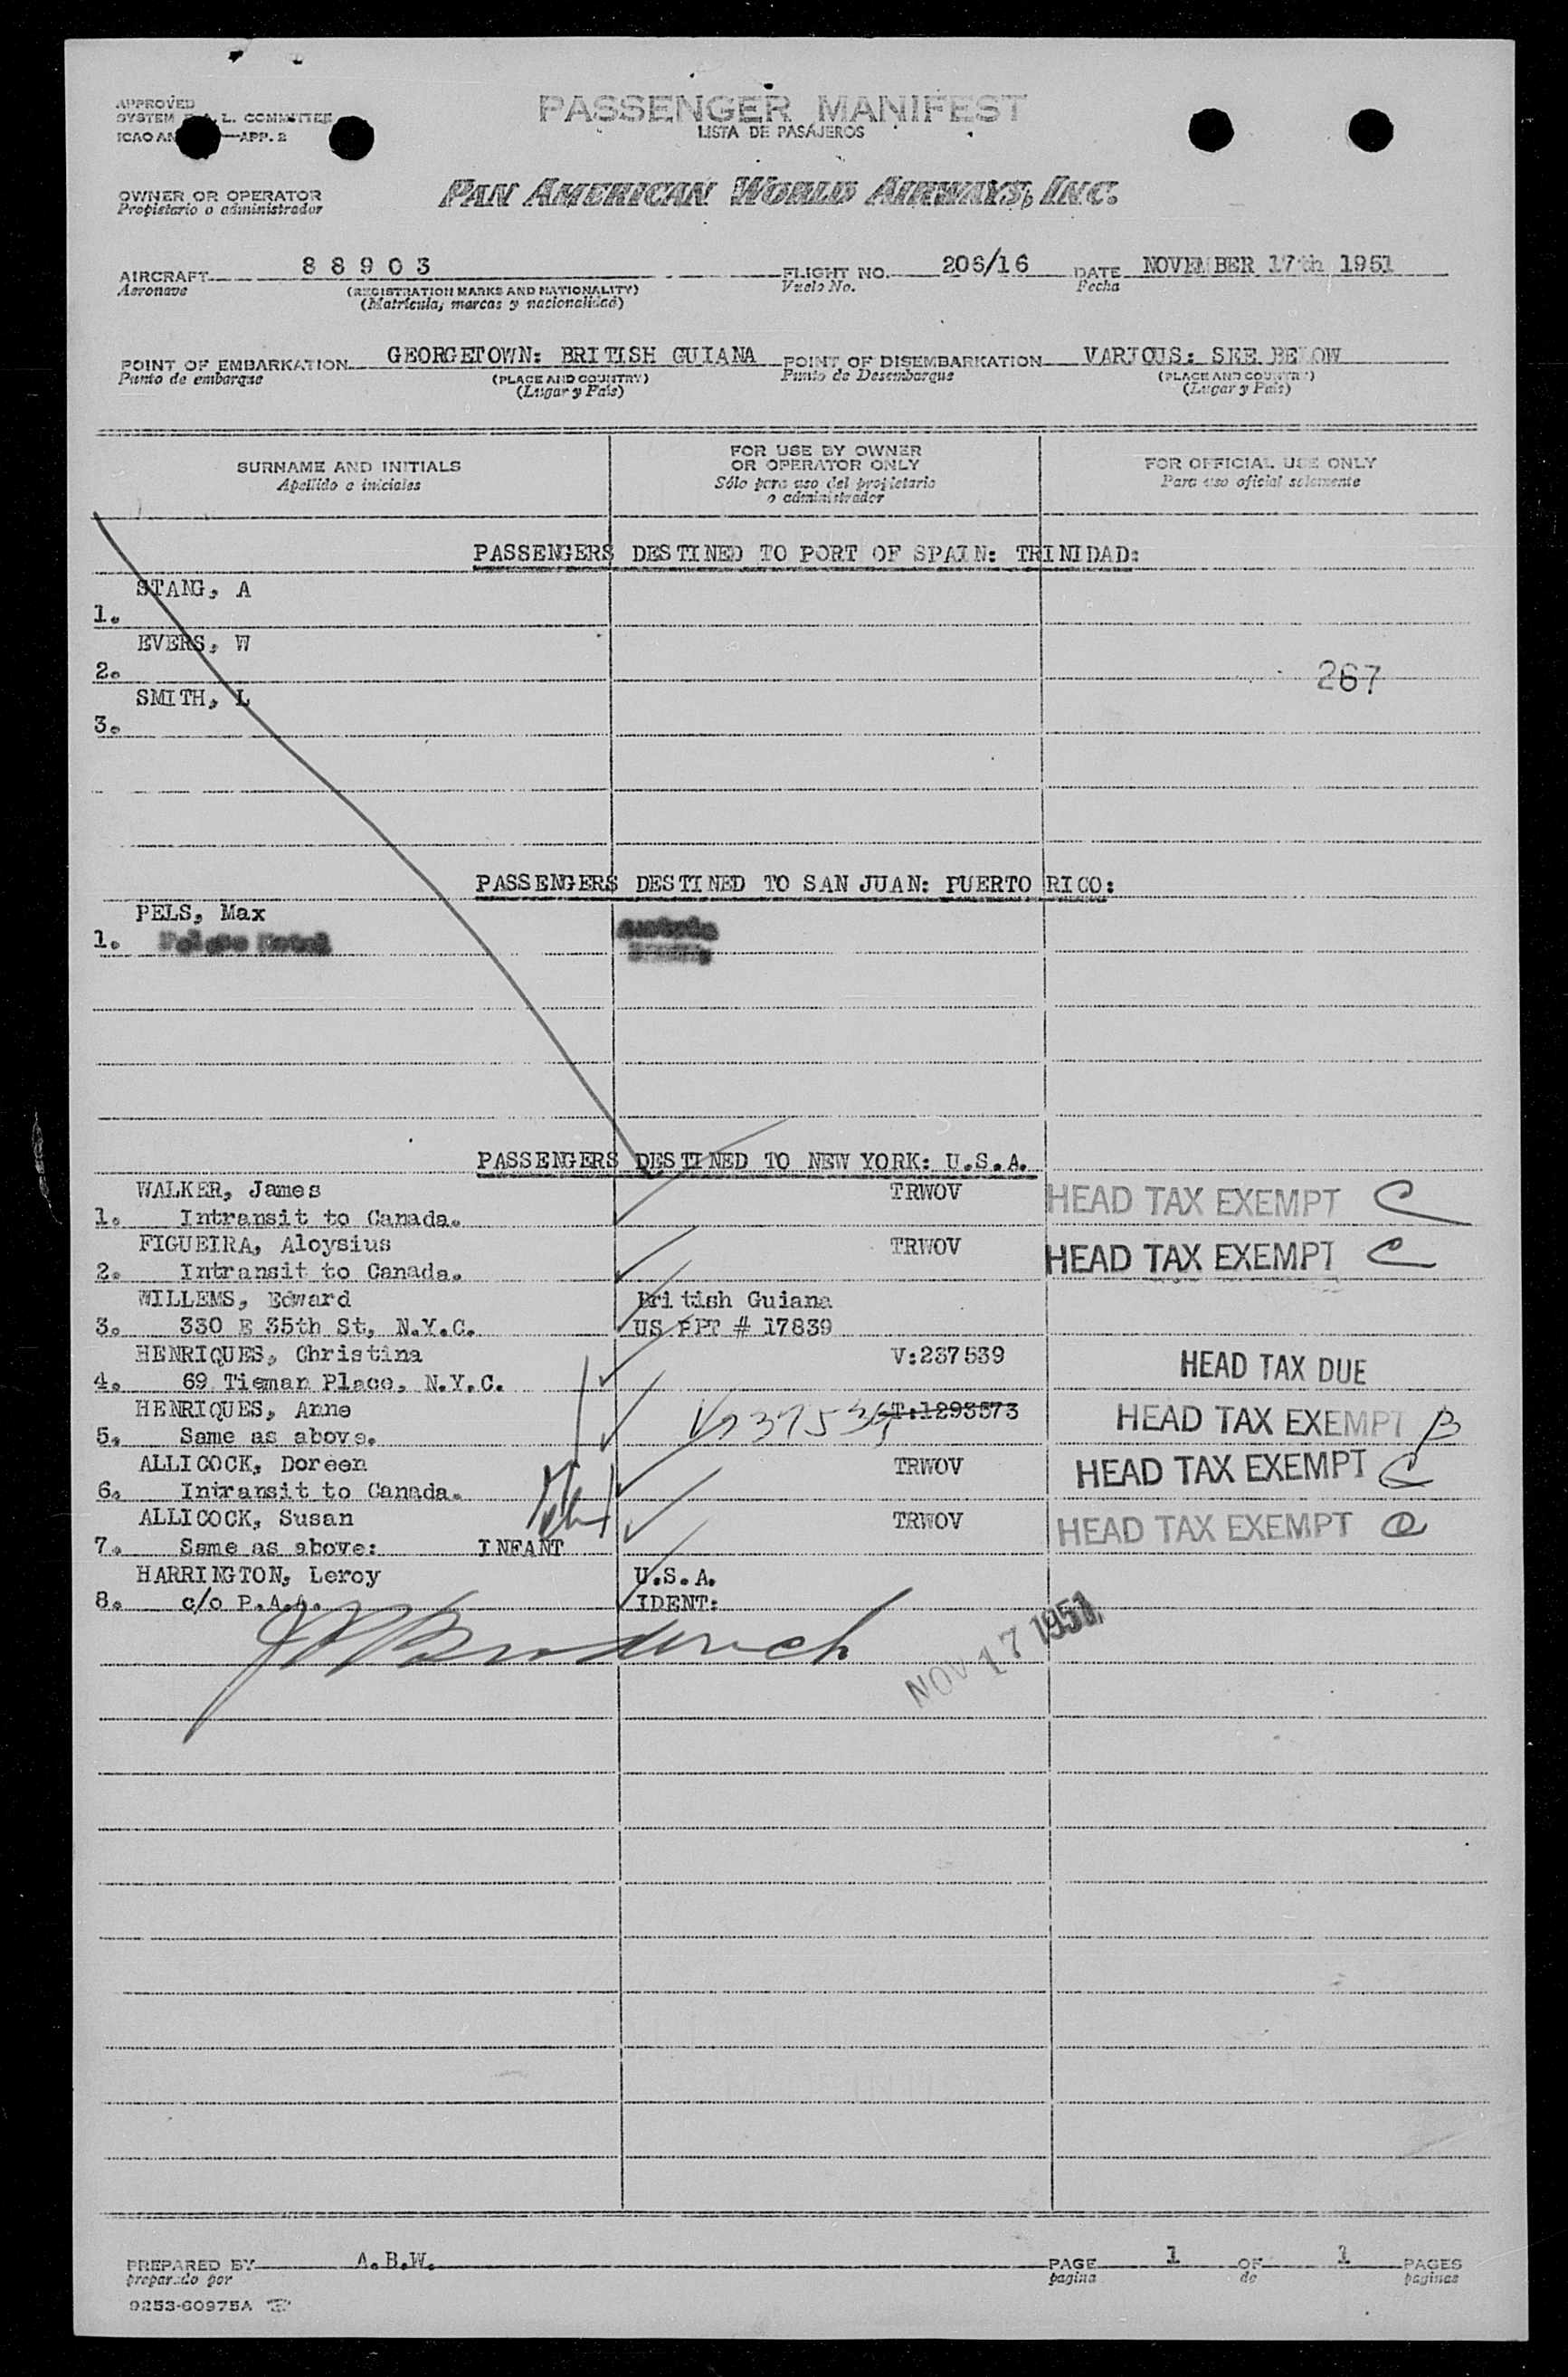 APPROVED
SYSTEM F.A.L. COMMITTEE
ICAO AN —APP. 2
PASSENGER MANIFEST
LISTA DE PASAJEROS
OWNER OR OPERATOR
Propietario o administrador
PAN AMERICAN WORLD AIRWAYS, INC.
AIRCRAFT 88903 FLIGHT NO. 206/16 DATE NOVEMBER 17th 1951
Aeronave (REGISTRATION MARKS AND NATIONALITY) Vuelo No. Fecha
(Matrícula, marcas y nacionalidad)
POINT OF EMBARKATION GEORGETOWN: BRITISH GUIANA POINT OF DISEMBARKATION VARIOUS: SEE BELOW
Punto de embarque (PLACE AND COUNTRY) Punto de Desembarque (PLACE AND COUNTRY)
(Lugar y País) (Lugar y País)
SURNAME AND INITIALS FOR USE BY OWNER OR OPERATOR ONLY FOR OFFICIAL USE ONLY
Apellido e iniciales Sólo para uso del propietario o administrador Para uso oficial solamente
PASSENGERS DESTINED TO PORT OF SPAIN: TRINIDAD:
STANG, A
1.
EVERS, W
2. 267
SMITH, L
3.
PASSENGERS DESTINED TO SAN JUAN: PUERTO RICO:
PELS, Max
1.
PASSENGERS DESTINED TO NEW YORK: U.S.A.
WALKER, James TRWOV HEAD TAX EXEMPT C
1. Intransit to Canada.
FIGUEIRA, Aloysius TRWOV HEAD TAX EXEMPT C
2. Intransit to Canada.
WILLEMS, Edward British Guiana
3. 330 E 35th St, N.Y.C. US PPT # 17839
HENRIQUES, Christina V:237539 HEAD TAX DUE
4. 69 Tieman Place, N.Y.C.
HENRIQUES, Anne T:1293573 HEAD TAX EXEMPT B
5. Same as above.
ALLICOCK, Doreen TRWOV HEAD TAX EXEMPT C
6. Intransit to Canada.
ALLICOCK, Susan TRWOV HEAD TAX EXEMPT a
7. Same as above: INFANT
HARRINGTON, Leroy U.S.A.
8. c/o P.A.A. IDENT:
NOV 17 1951
PREPARED BY A.B.W. PAGE 1 OF 1 PAGES
preparado por pagina de paginas
9253-60975A